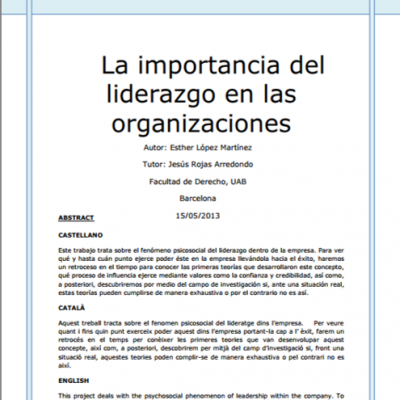 La importancia del
liderazgo en las
organizaciones
Autor: Esther López Martínez
Tutor: Jesús Rojas Arredondo
Facultad de Derecho, UAB
Barcelona
15/05/2013
ABSTRACT
CASTELLANO
Este trabajo trata sobre el fenómeno psicosocial del liderazgo dentro de la empresa. Para ver
qué y hasta cuán punto ejerce poder éste en la empresa llevándola hacia el éxito, haremos
un retroceso en el tiempo para conocer las primeras teorías que desarrollaron este concepto,
qué proceso de influencia ejerce mediante valores como la confianza y credibilidad, así como,
a posteriori, descubriremos por medio del campo de investigación si, ante una situación real,
estas teorías pueden cumplirse de manera exhaustiva o por el contrario no es así.
CATALÀ
Aquest treball tracta sobre el fenomen psicosocial del lideratge dins l'empresa. Per veure
quant i fins quin punt exerceix poder aquest dins l'empresa portant-la cap a l' èxit, farem un
retrocés en el temps per conèixer les primeres teories que van desenvolupar aquest
concepte, així com, a posteriori, descobrirem per mitjà del camp d'investigació si, front una
situació real, aquestes teories poden complir-se de manera exhaustiva o pel contrari no es
així.
ENGLISH
This project deals with the psychosocial phenomenon of leadership within the company. To